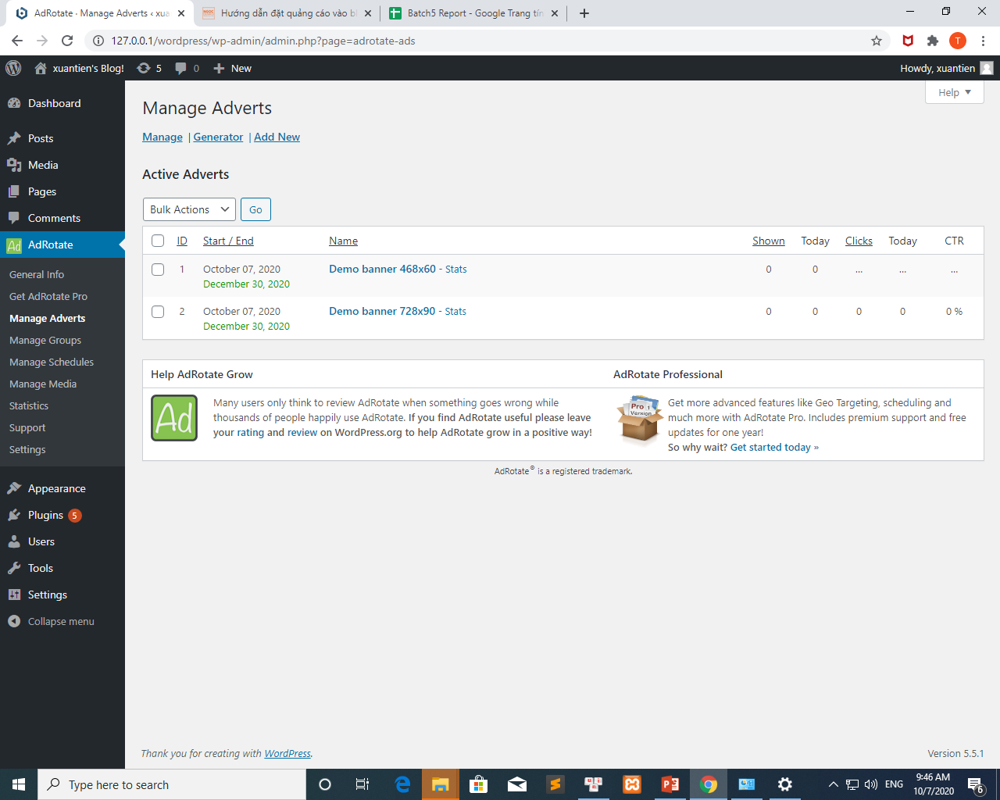 AdRotate · Manage Adverts ‹ xua
Hướng dẫn đặt quảng cáo vào bl
Batch5 Report - Google Trang tín
127.0.0.1/wordpress/wp-admin/admin.php?page=adrotate-ads
T
xuantien's Blog!
5
0
New
Howdy, xuantien
Dashboard
Posts
Media
Pages
Comments
Ad
AdRotate
General Info
Get AdRotate Pro
Manage Adverts
Manage Groups
Manage Schedules
Manage Media
Statistics
Support
Settings
Appearance
Plugins 5
Users
Tools
Settings
Collapse menu
Help
Manage Adverts
Manage | Generator | Add New
Active Adverts
Bulk Actions Go
ID Start / End Name Shown Today Clicks Today CTR
1 October 07, 2020 Demo banner 468x60 - Stats 0 0 ... ... ...
December 30, 2020
2 October 07, 2020 Demo banner 728x90 - Stats 0 0 0 0 0 %
December 30, 2020
Help AdRotate Grow
Ad
Many users only think to review AdRotate when something goes wrong while
thousands of people happily use AdRotate. If you find AdRotate useful please leave
your rating and review on WordPress.org to help AdRotate grow in a positive way!
AdRotate Professional
Pro
Version
Get more advanced features like Geo Targeting, scheduling and
much more with AdRotate Pro. Includes premium support and free
updates for one year!
So why wait? Get started today »
AdRotate© is a registered trademark.
Thank you for creating with WordPress.
Version 5.5.1
Type here to search
ENG
9:46 AM
10/7/2020
6